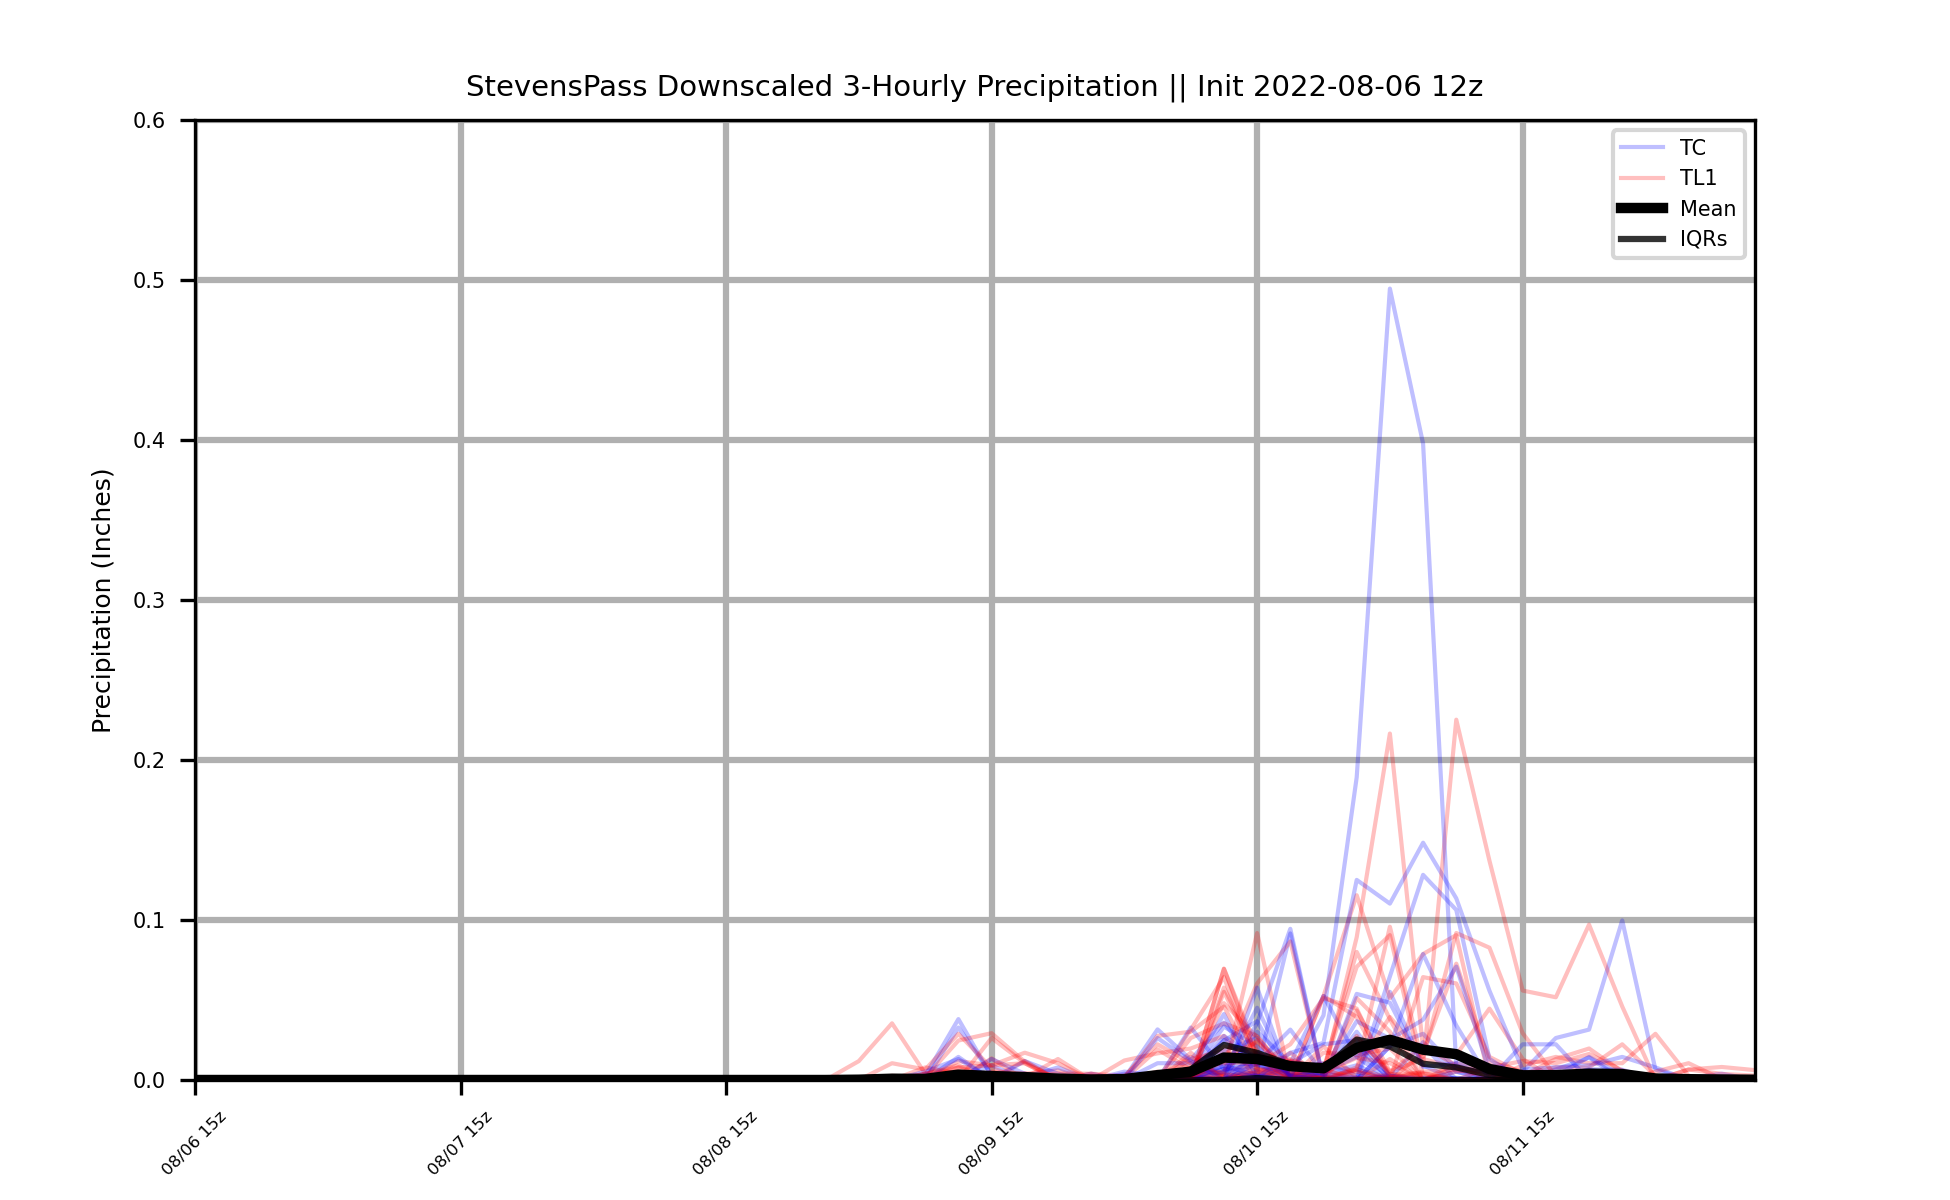 StevensPass Downscaled 3-Hourly Precipitation || Init 2022-08-06 12z
TC
TL1
Mean
IQRs
Precipitation (Inches)
0.6
0.5
0.4
0.3
0.2
0.1
0.0
08/06 15z
08/07 15z
08/08 15z
08/09 15z
08/10 15z
08/11 15z